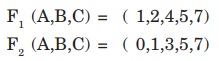 F₁ (A,B,C) = ( 1,2,4,5,7)
F₂ (A,B,C) = ( 0,1,3,5,7)